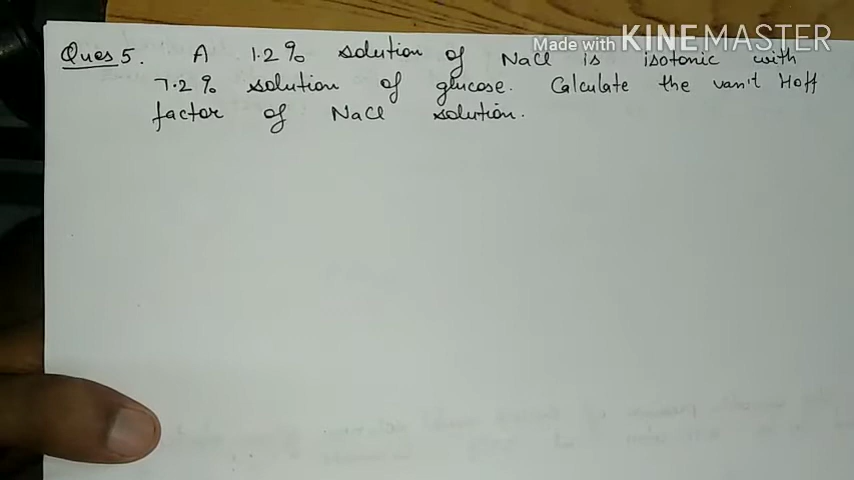 Made with KINEMASTER
Ques 5. A 1.2% solution of NaCl is isotonic with
7.2% solution of glucose. Calculate the van't Hoff
factor of NaCl solution.